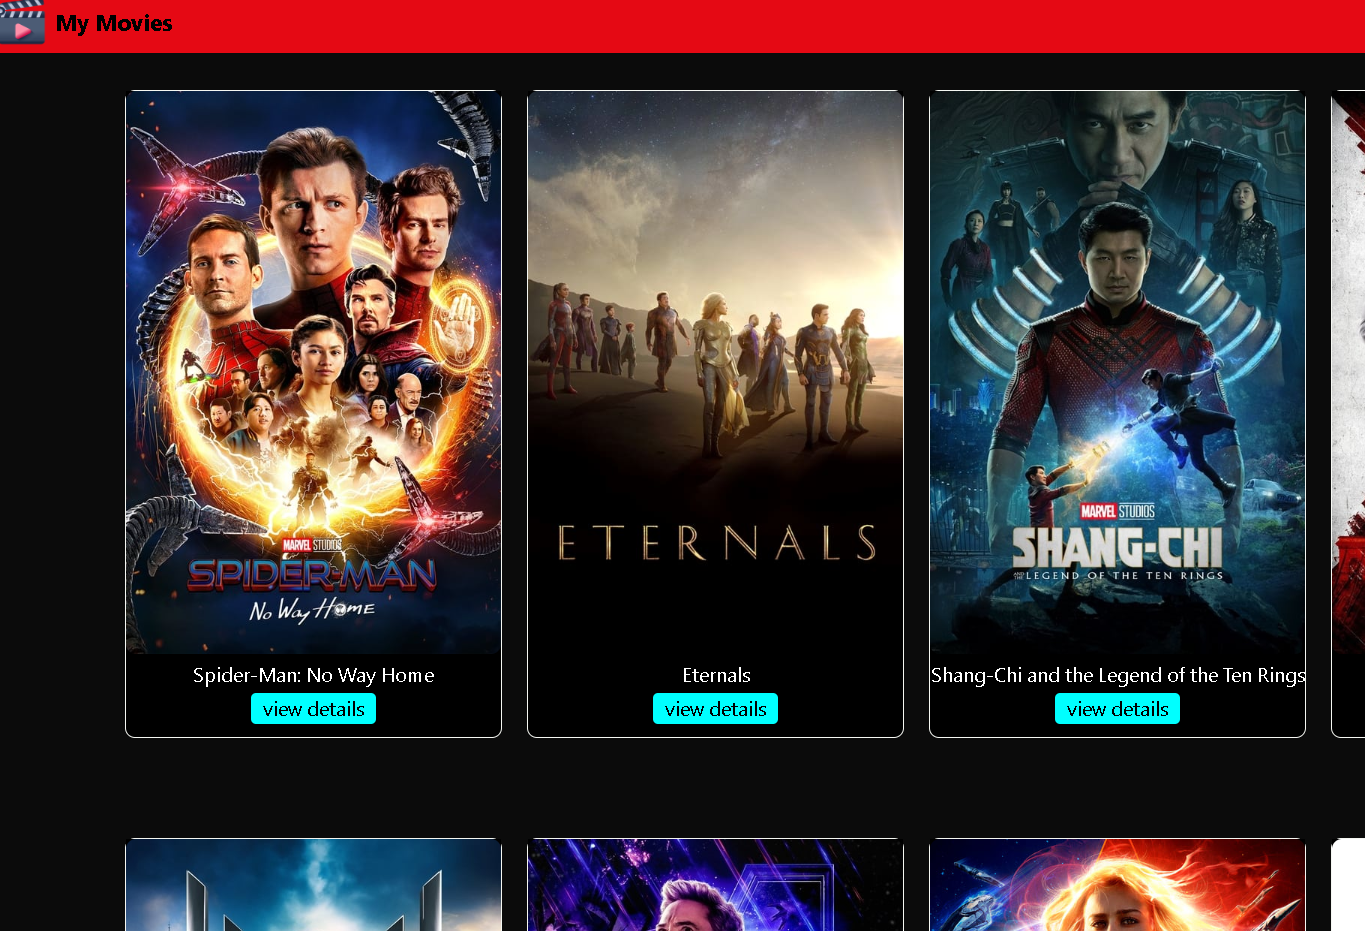 My Movies
MARVEL STUDIOS
SPIDER-MAN
NO WAY HOME
Spider-Man: No Way Home
view details
ETERNALS
Eternals
view details
MARVEL STUDIOS
SHANG-CHI
AND THE LEGEND OF THE TEN RINGS
Shang-Chi and the Legend of the Ten Rings
view details